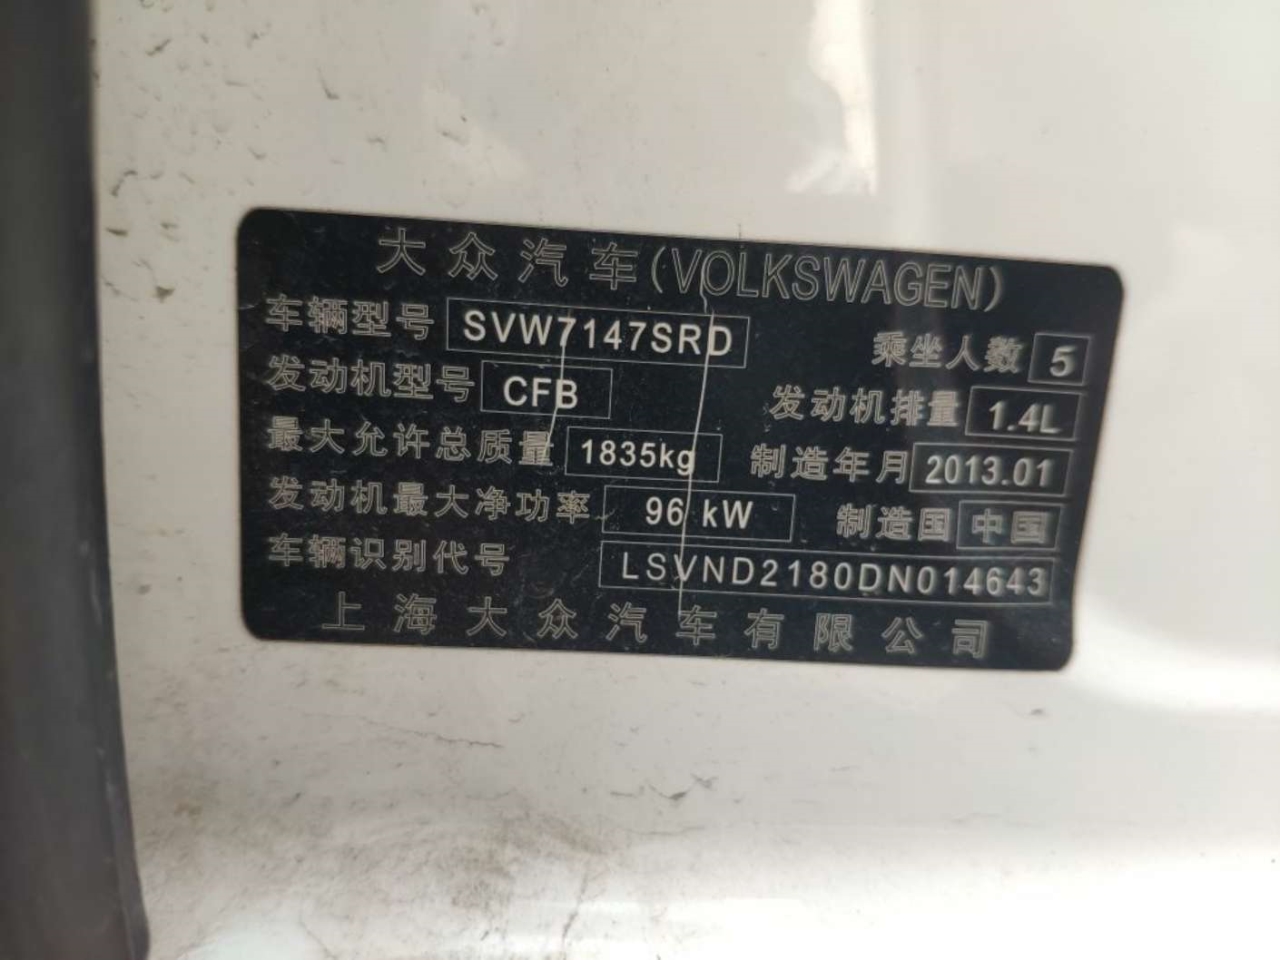 大众汽车(VOLKSWAGEN)
车辆型号 SVW7147SRD 乘坐人数 5
发动机型号 CFB 发动机排量 1.4L
最大允许总质量 1835kg 制造年月 2013.01
发动机最大净功率 96 kW 制造国 中国
车辆识别代号 LSVND2180DN014643
上海大众汽车有限公司